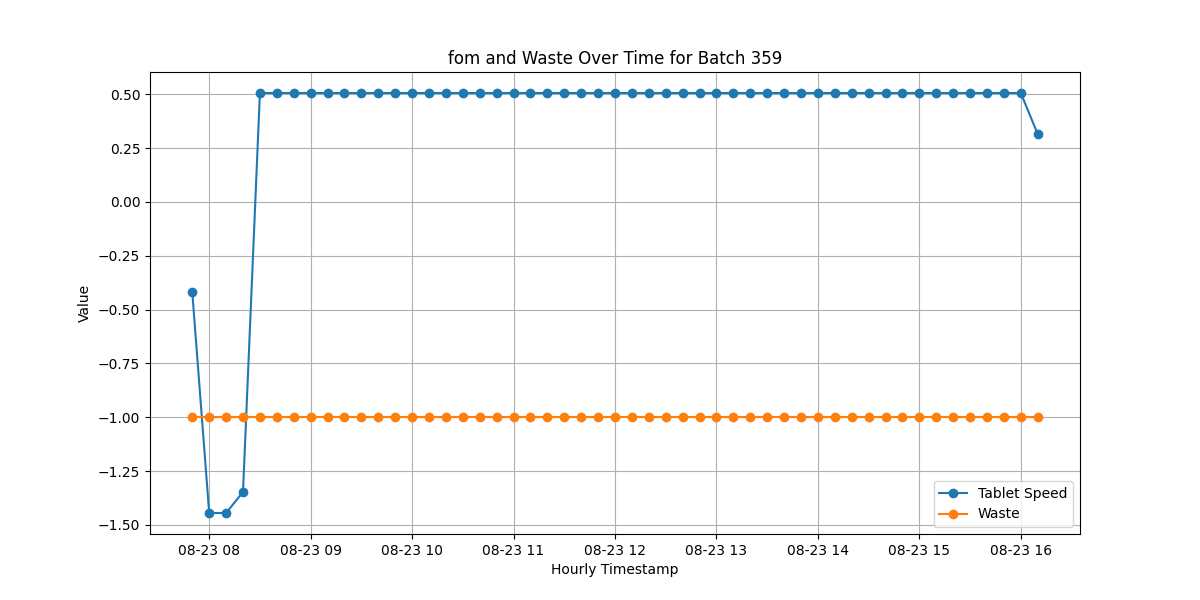 fom and Waste Over Time for Batch 359
0.50
0.25
0.00
−0.25
−0.50
−0.75
−1.00
−1.25
−1.50
Value
Tablet Speed
Waste
08-23 08 08-23 09 08-23 10 08-23 11 08-23 12 08-23 13 08-23 14 08-23 15 08-23 16
Hourly Timestamp